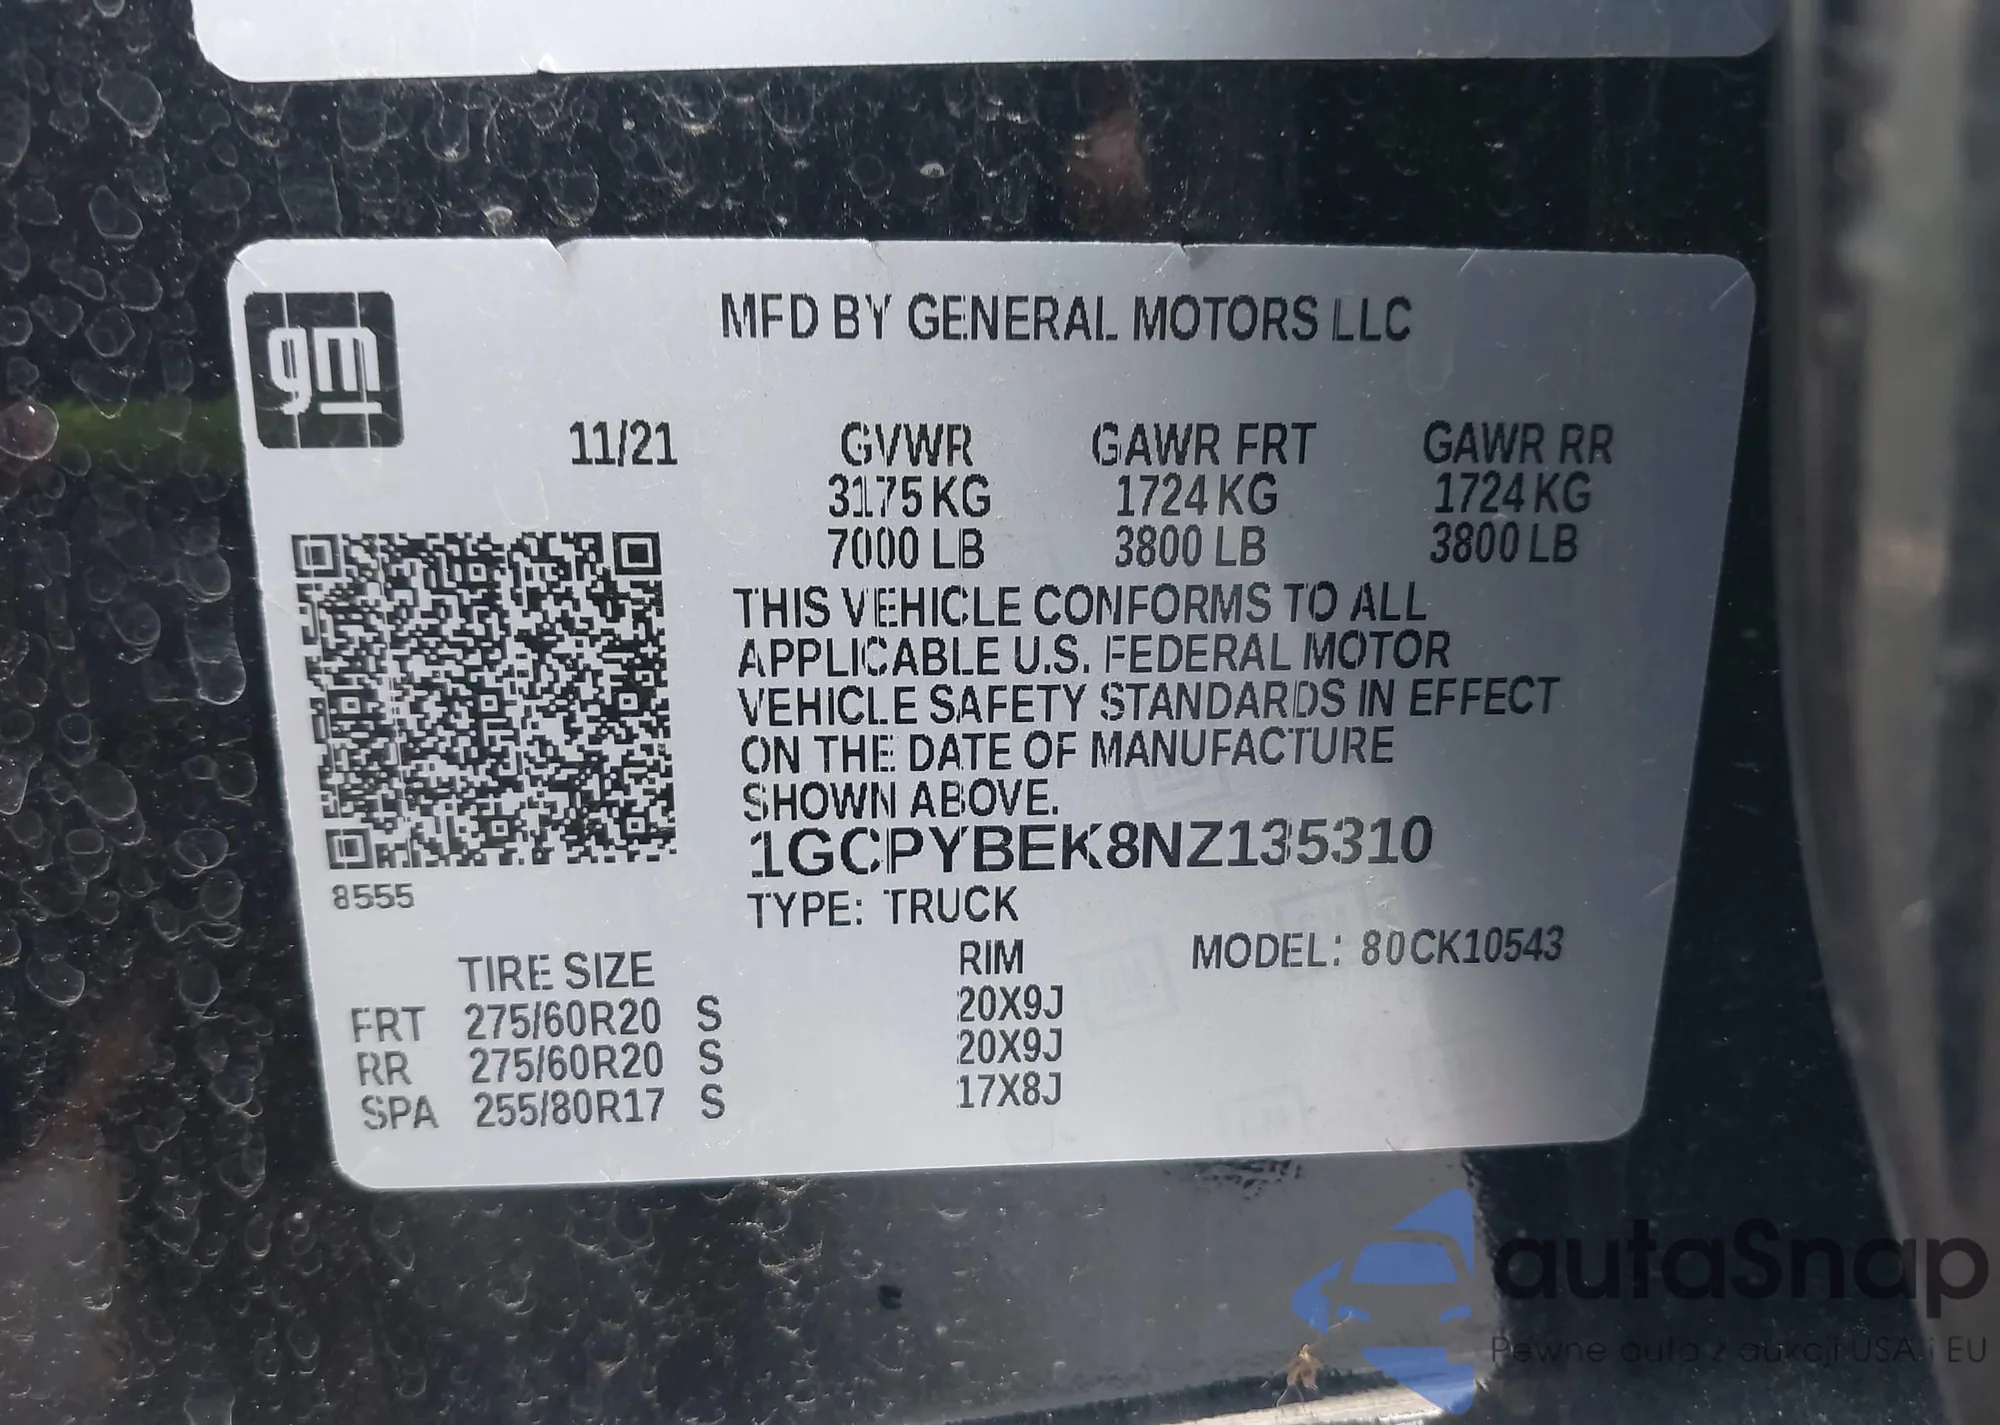 gm
MFD BY GENERAL MOTORS LLC
11/21 GVWR GAWR FRT GAWR RR
3175 KG 1724 KG 1724 KG
7000 LB 3800 LB 3800 LB
THIS VEHICLE CONFORMS TO ALL
APPLICABLE U.S. FEDERAL MOTOR
VEHICLE SAFETY STANDARDS IN EFFECT
ON THE DATE OF MANUFACTURE
SHOWN ABOVE.
1GCPYBEK8NZ135310
8555
TYPE: TRUCK
MODEL: 80CK10543
TIRE SIZE RIM
FRT 275/60R20 S 20X9J
RR 275/60R20 S 20X9J
SPA 255/80R17 S 17X8J
autaSnap
Pewne auta z aukcji USA i EU